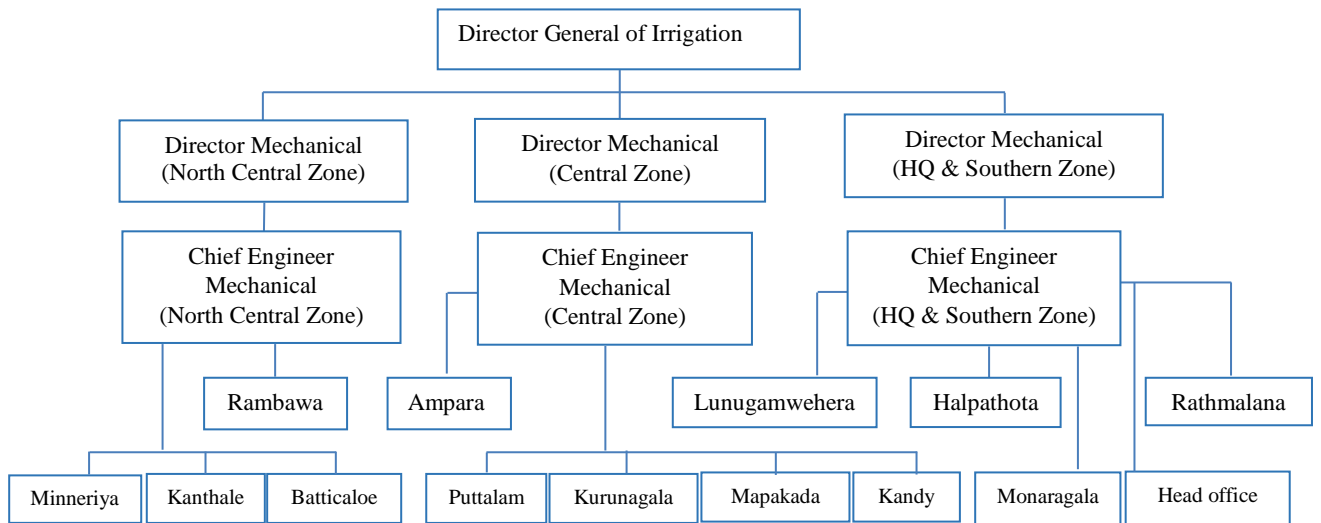 Director General of Irrigation
Director Mechanical
(North Central Zone)
Director Mechanical
(Central Zone)
Director Mechanical
(HQ & Southern Zone)
Chief Engineer
Mechanical
(North Central Zone)
Chief Engineer
Mechanical
(Central Zone)
Chief Engineer
Mechanical
(HQ & Southern Zone)
Rambawa
Ampara
Lunugamwehera
Halpathota
Rathmalana
Minneriya
Kanthale
Batticaloe
Puttalam
Kurunagala
Mapakada
Kandy
Monaragala
Head office